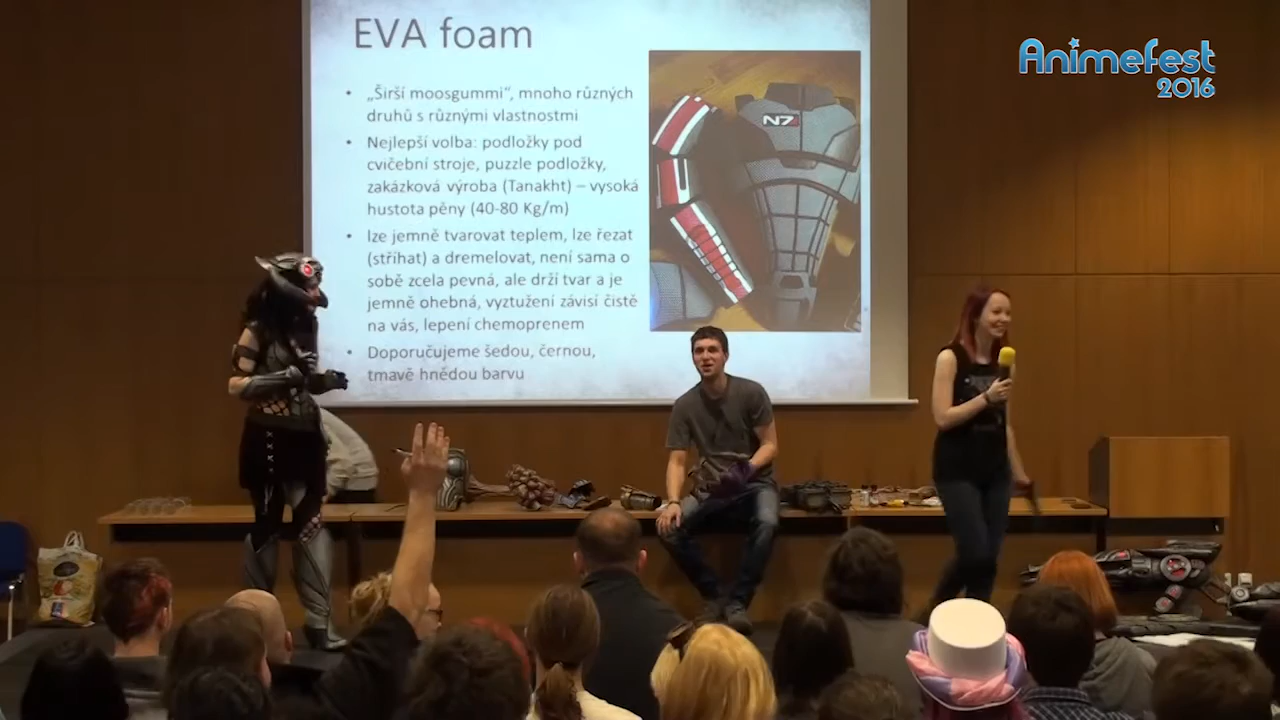 EVA foam
• „Širší moosgummi“, mnoho různých
druhů s různými vlastnostmi
• Nejlepší volba: podložky pod
cvičební stroje, puzzle podložky,
zakázková výroba (Tanakht) – vysoká
hustota pěny (40-80 Kg/m)
• lze jemně tvarovat teplem, lze řezat
(stříhat) a dremelovat, není sama o
sobě zcela pevná, ale drží tvar a je
jemně ohebná, vyztužení závisí čistě
na vás, lepení chemoprenem
• Doporučujeme šedou, černou,
tmavě hnědou barvu
N7
AnimeFest
2016